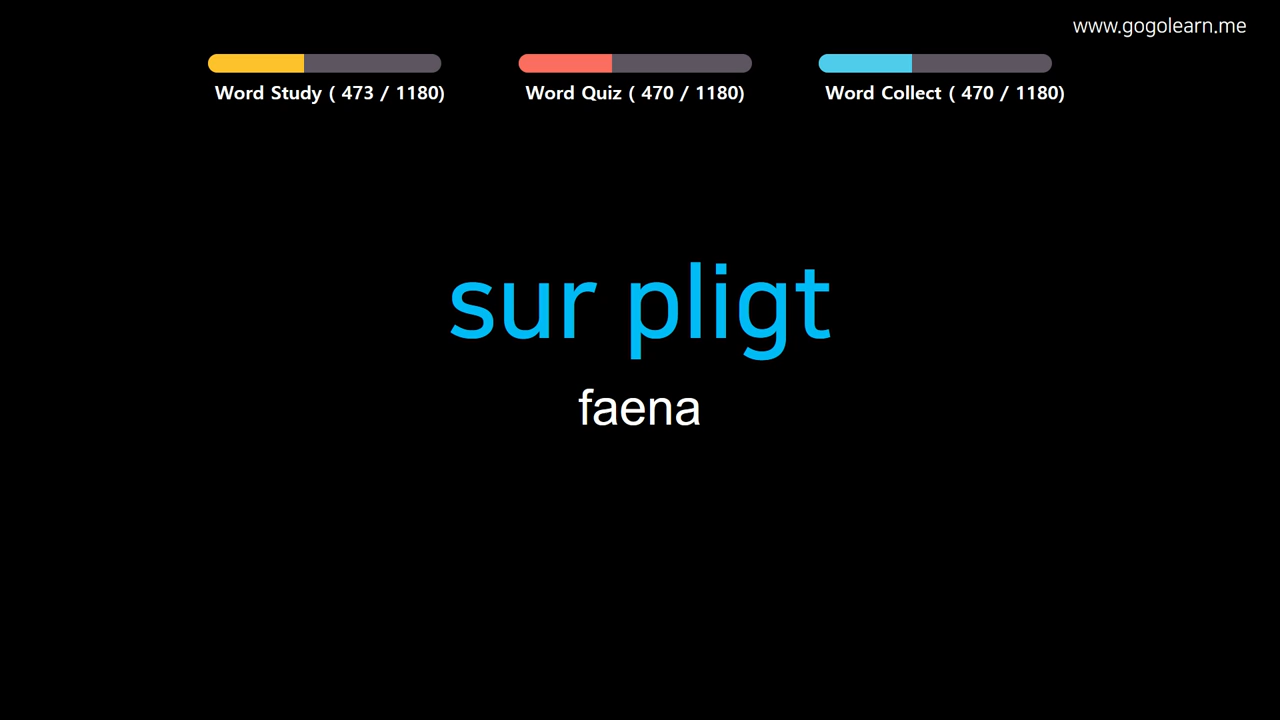 www.gogolearn.me
Word Study ( 473 / 1180)
Word Quiz ( 470 / 1180)
Word Collect ( 470 / 1180)
sur pligt
faena